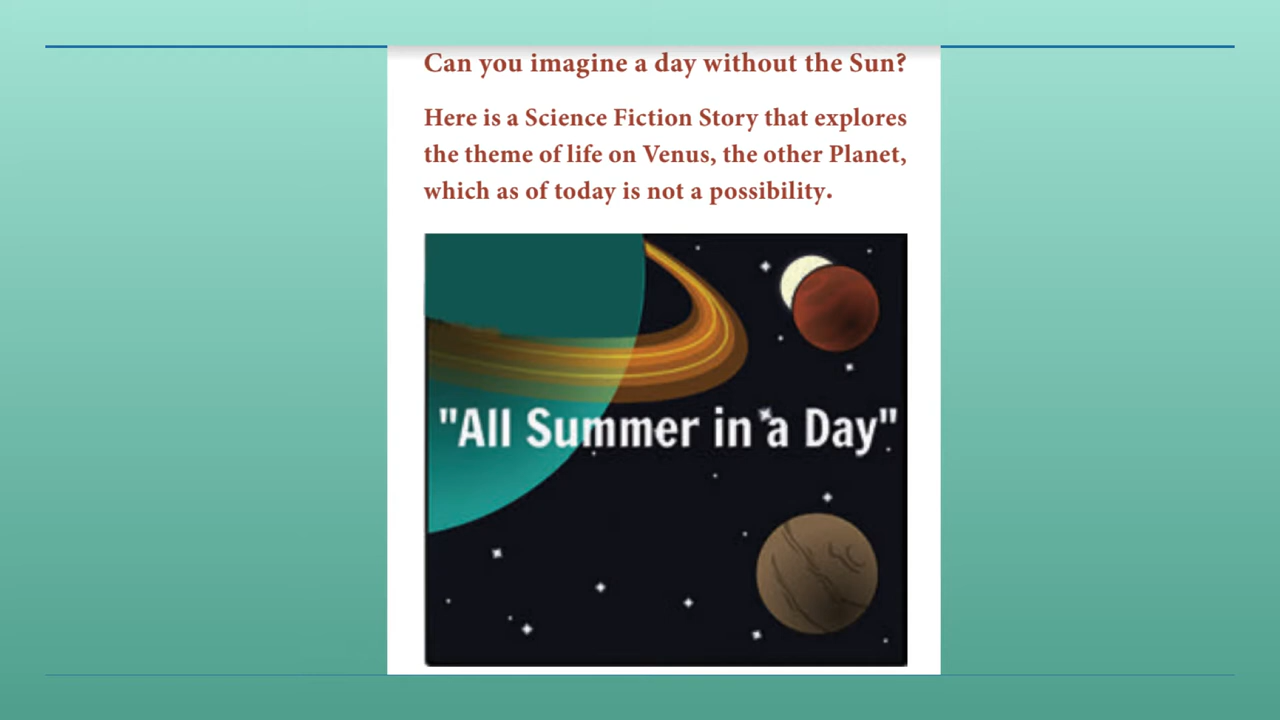 Can you imagine a day without the Sun?
Here is a Science Fiction Story that explores
the theme of life on Venus, the other Planet,
which as of today is not a possibility.
"All Summer in a Day"